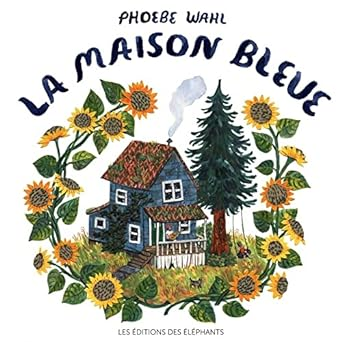 PHOEBE WAHL
LA MAISON BLEUE
LES ÉDITIONS DES ÉLÉPHANTS